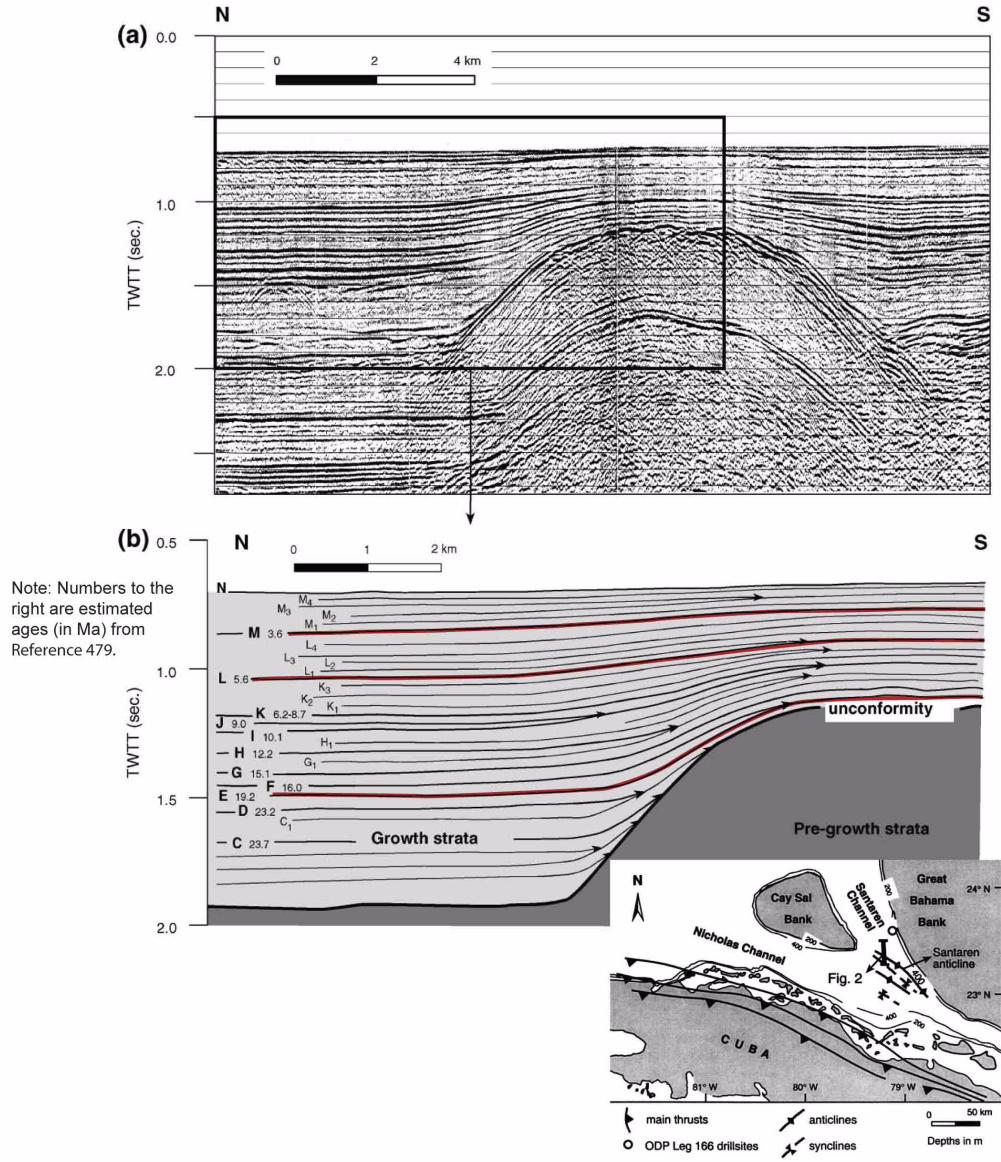 N
S
(a)
0.0
0
2
4 km
1.0
TWTT (sec.)
2.0
(b)
0.5
N
S
0
1
2 km
Note: Numbers to the
right are estimated
ages (in Ma) from
Reference 479.
N
M4
M3
M2
M1
M 3.6
L4
L3
L2
L1
L 5.6
1.0
K3
K2
K1
K 6.2-8.7
J 9.0
I 10.1
H1
H 12.2
G1
G 15.1
F 16.0
E 19.2
1.5
D 23.2
C1
C 23.7
2.0
TWTT (sec.)
unconformity
Growth strata
Pre-growth strata
N
Cay Sal
Bank
200
400
Santaren
Channel
200
Great
Bahama
Bank
24° N
Nicholas Channel
Santaren
anticline
400
Fig. 2
23° N
400
200
CUBA
81° W
80° W
79° W
main thrusts
anticlines
0
50 km
ODP Leg 166 drillsites
synclines
Depths in m